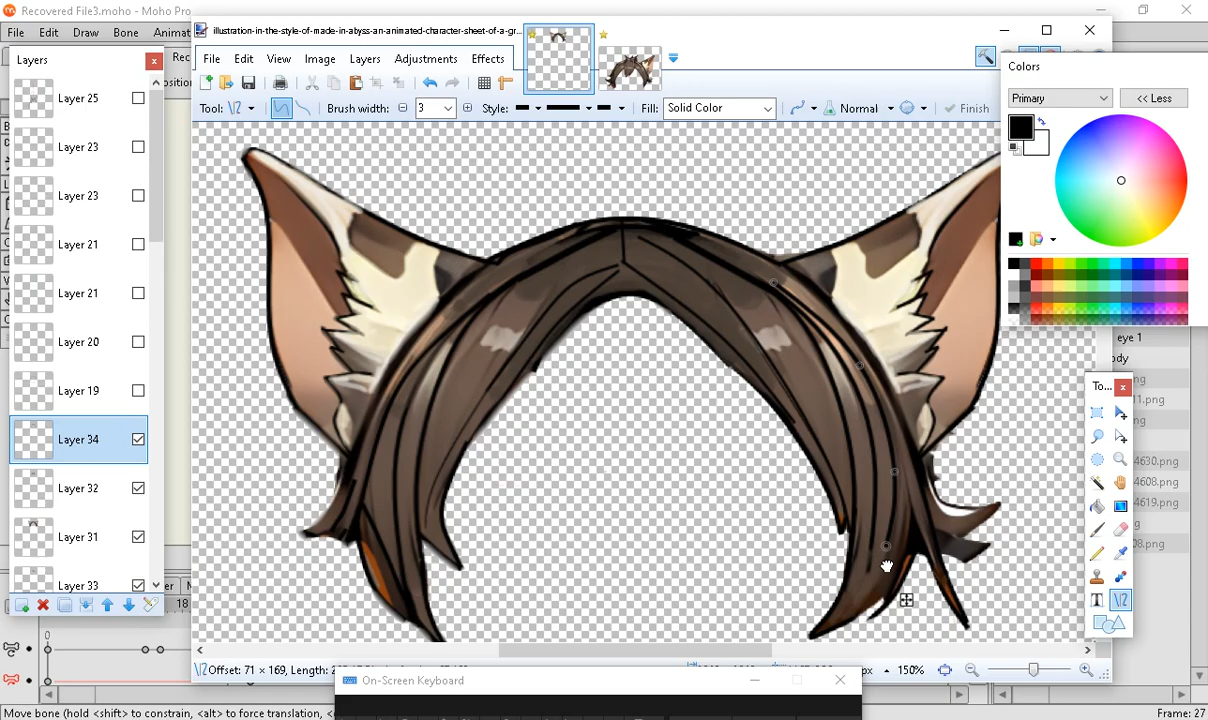 Recovered File3.moho - Moho Pro
File Edit Draw Bone Animat
Layers
Layer 25
Layer 23
Layer 23
Layer 21
Layer 21
Layer 20
Layer 19
Layer 34
Layer 32
Layer 31
Layer 33
illustration-in-the-style-of-made-in-abyss-an-animated-character-sheet-of-a-gr...
File Edit View Image Layers Adjustments Effects
Tool: Brush width: 3 Style: Fill: Solid Color Normal Finish
Colors
Primary << Less
To...
eye 1
4630.png
4608.png
4619.png
08.png
18
0
Offset: 71 × 169, Length:
150%
On-Screen Keyboard
Move bone (hold <shift> to constrain, <alt> to force translation,
Frame: 27